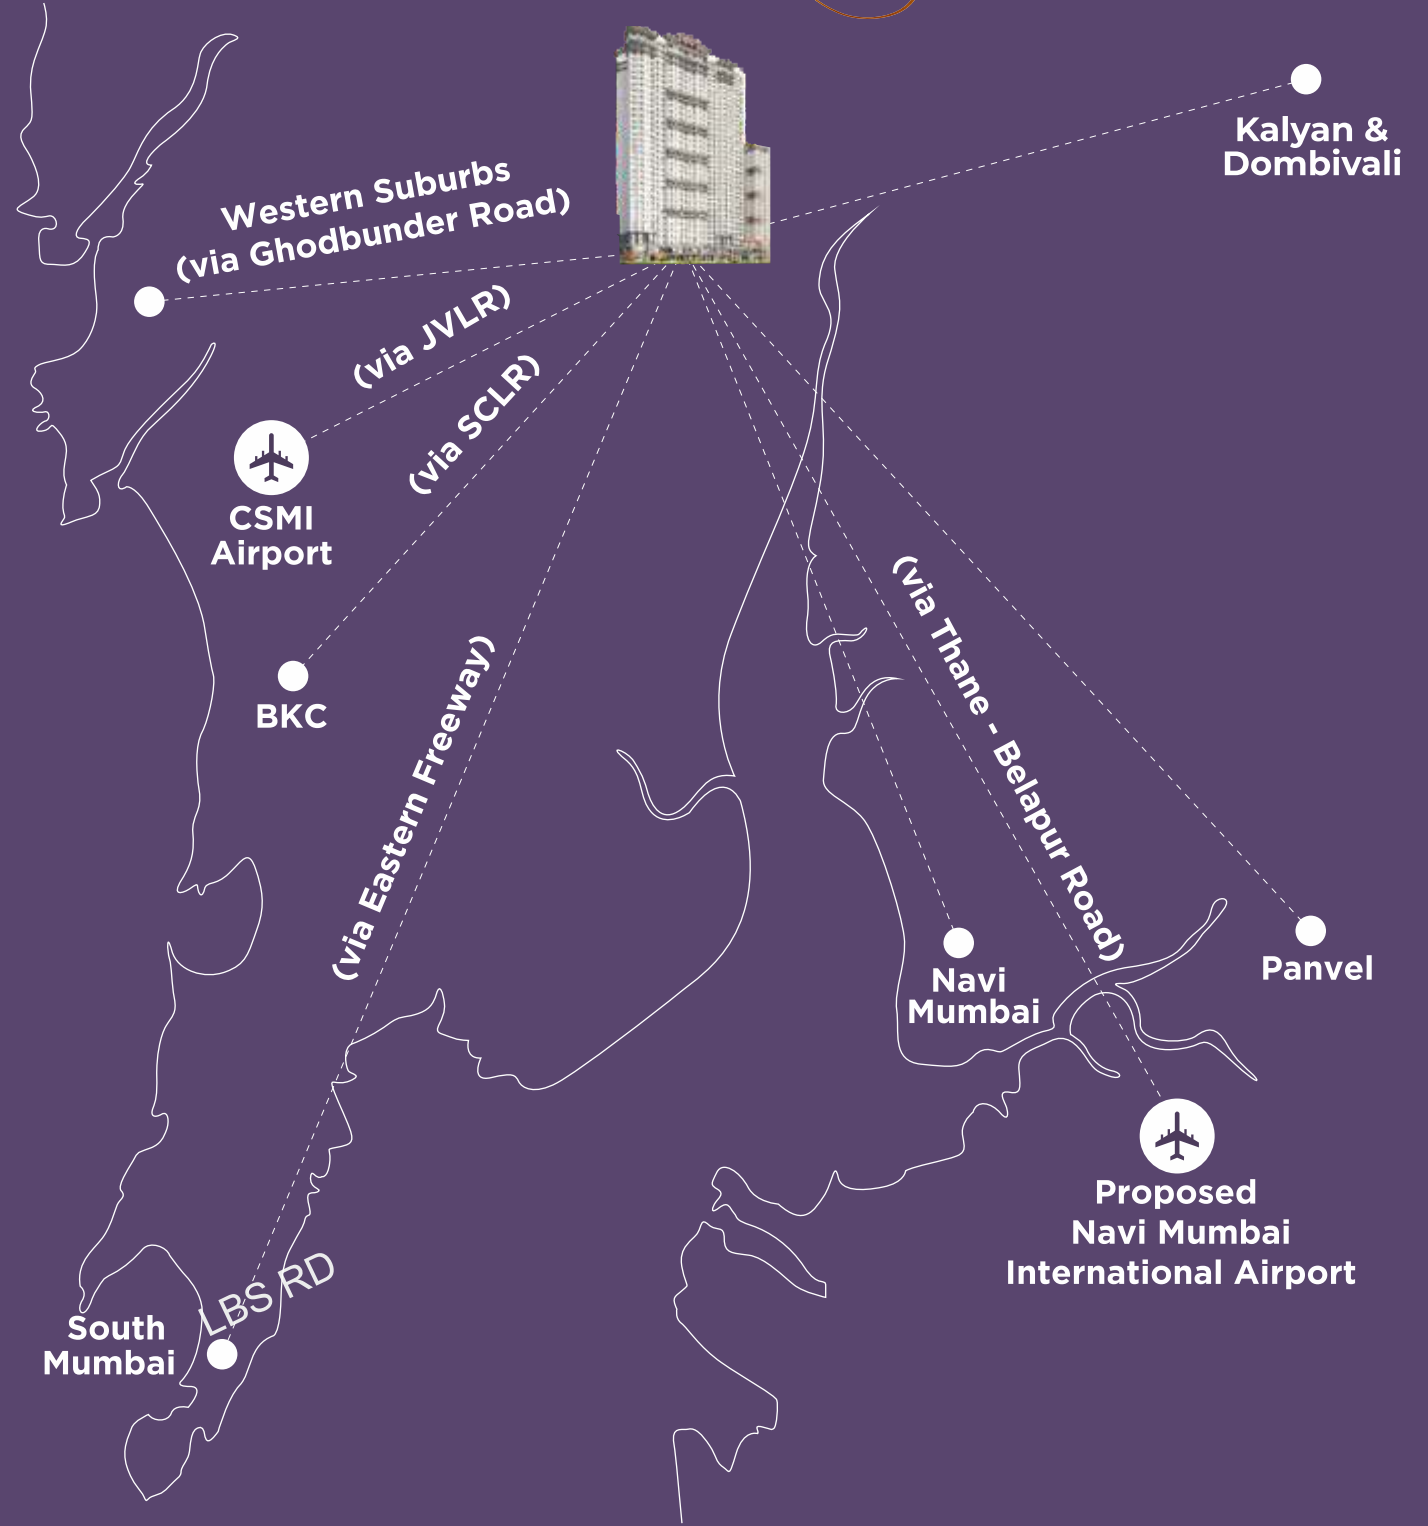 Kalyan &
Dombivali
Western Suburbs
(via Ghodbunder Road)
(via JVLR)
(via SCLR)
CSMI
Airport
BKC
(via Eastern Freeway)
(via Thane - Belapur Road)
Navi
Mumbai
Panvel
Proposed
Navi Mumbai
International Airport
LBS RD
South
Mumbai